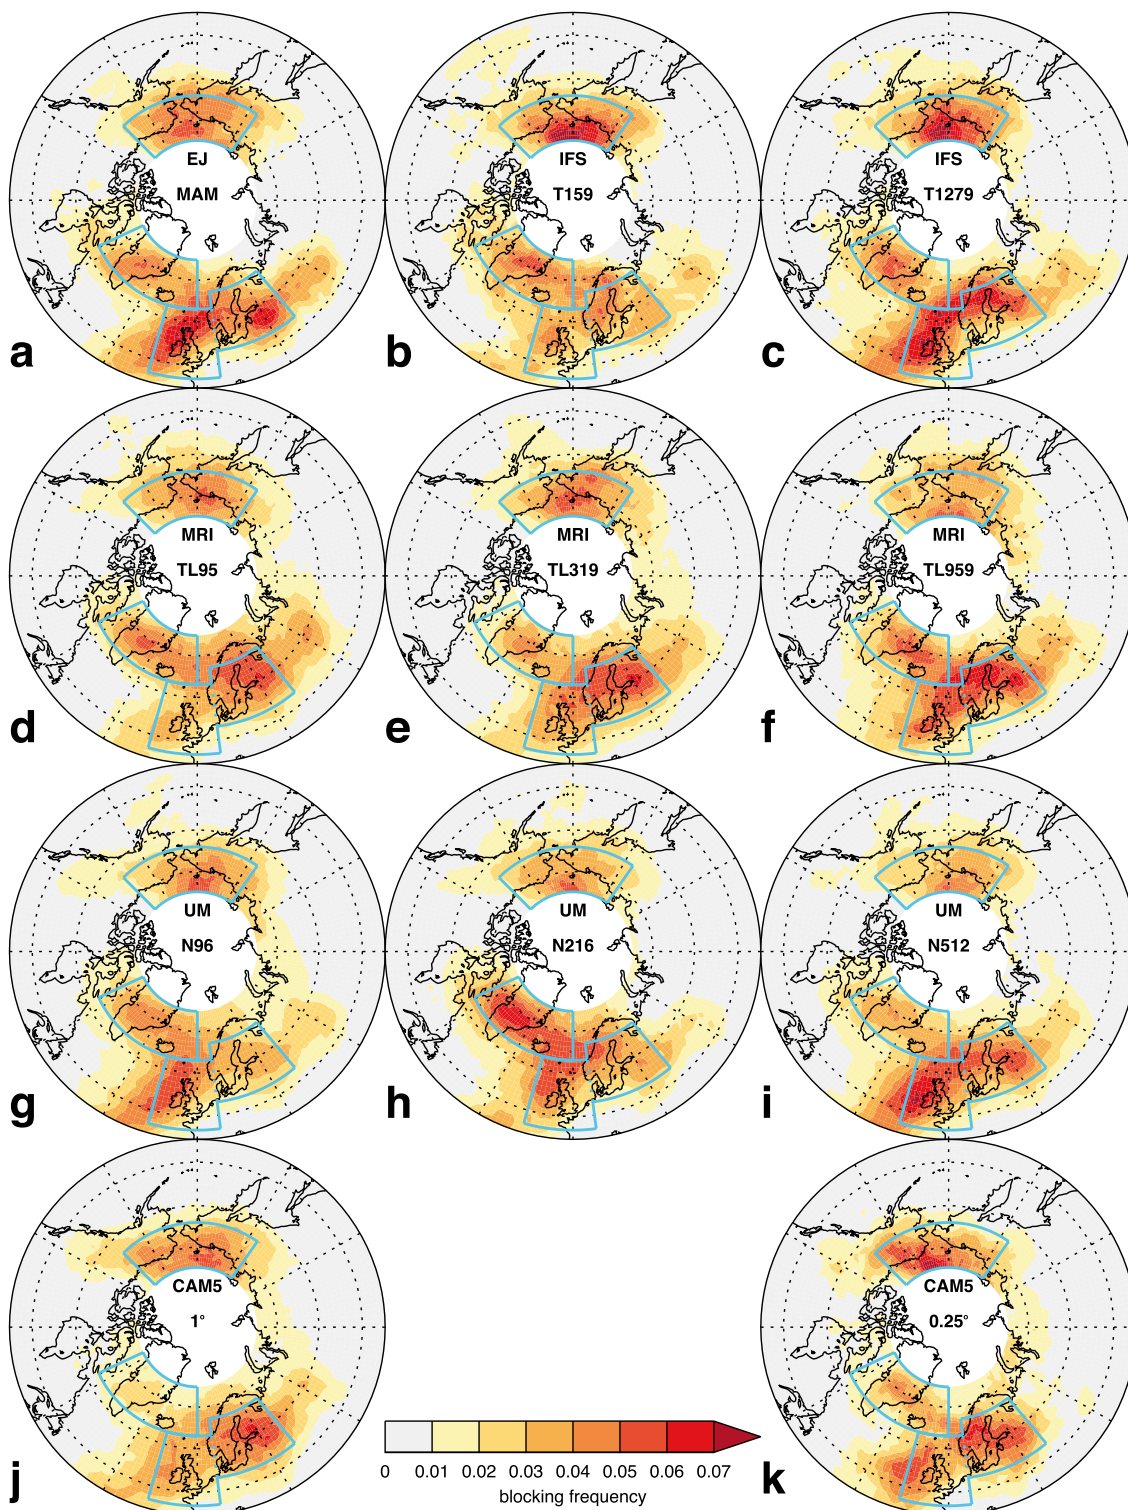 EJ
MAM
a
IFS
T159
b
IFS
T1279
c
MRI
TL95
d
MRI
TL319
e
MRI
TL959
f
UM
N96
g
UM
N216
h
UM
N512
i
CAM5
1°
j
CAM5
0.25°
k
0 0.01 0.02 0.03 0.04 0.05 0.06 0.07
blocking frequency